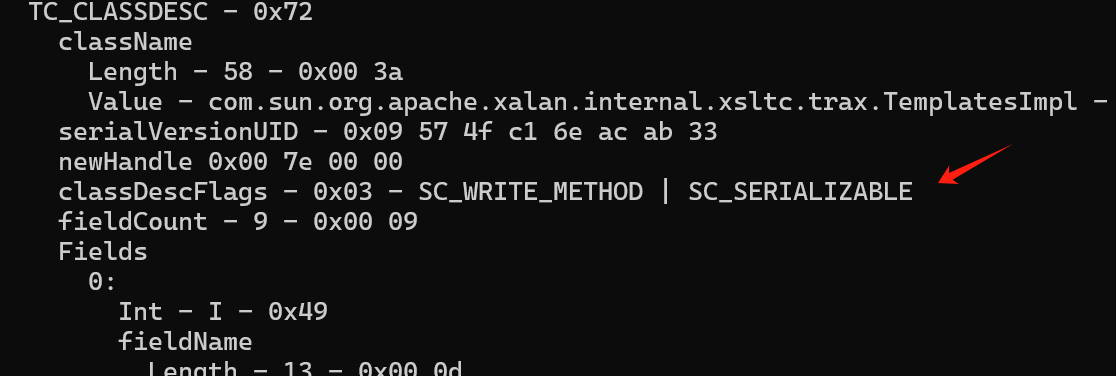 TC_CLASSDESC - 0x72
className
Length - 58 - 0x00 3a
Value - com.sun.org.apache.xalan.internal.xsltc.trax.TemplatesImpl -
serialVersionUID - 0x09 57 4f c1 6e ac ab 33
newHandle 0x00 7e 00 00
classDescFlags - 0x03 - SC_WRITE_METHOD | SC_SERIALIZABLE
fieldCount - 9 - 0x00 09
Fields
0:
Int - I - 0x49
fieldName
Length - 13 - 0x00 0d